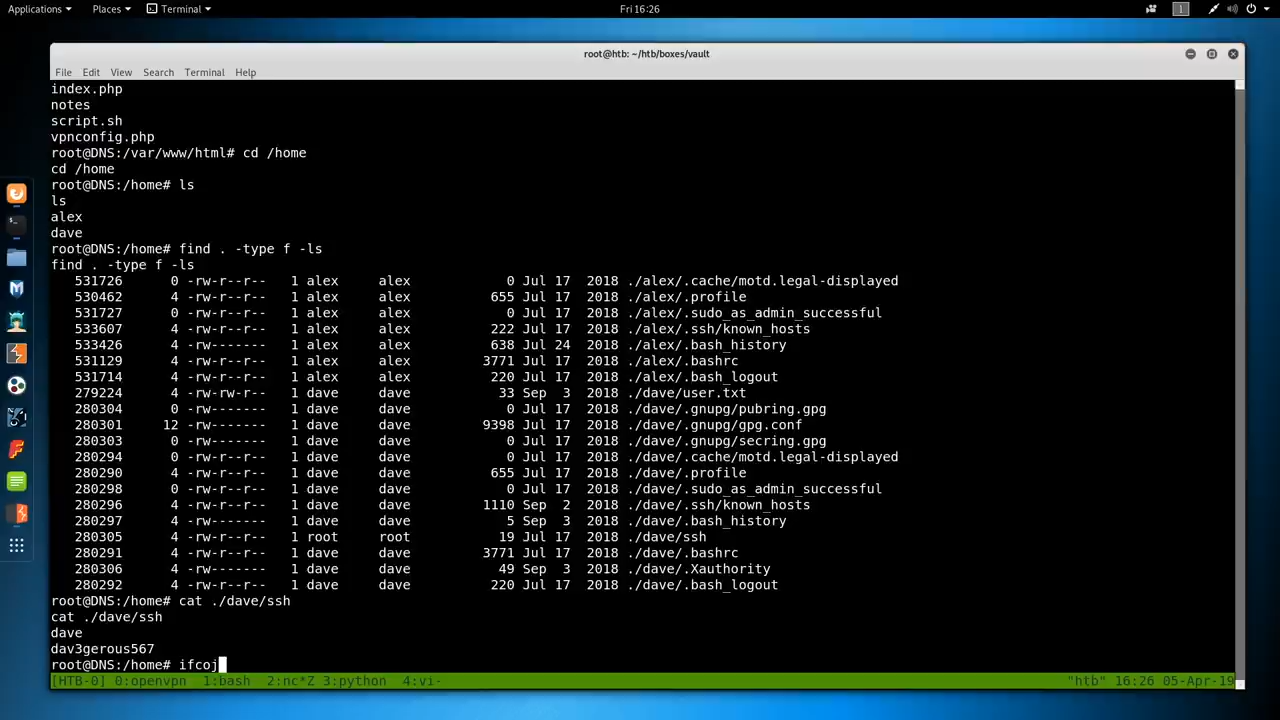 Applications Places Terminal Fri 16:26 1
root@htb: ~/htb/boxes/vault
File Edit View Search Terminal Help
index.php
notes
script.sh
vpnconfig.php
root@DNS:/var/www/html# cd /home
cd /home
root@DNS:/home# ls
ls
alex
dave
root@DNS:/home# find . -type f -ls
find . -type f -ls
531726 0 -rw-r--r-- 1 alex alex 0 Jul 17 2018 ./alex/.cache/motd.legal-displayed
530462 4 -rw-r--r-- 1 alex alex 655 Jul 17 2018 ./alex/.profile
531727 0 -rw-r--r-- 1 alex alex 0 Jul 17 2018 ./alex/.sudo_as_admin_successful
533607 4 -rw-r--r-- 1 alex alex 222 Jul 17 2018 ./alex/.ssh/known_hosts
533426 4 -rw------- 1 alex alex 638 Jul 24 2018 ./alex/.bash_history
531129 4 -rw-r--r-- 1 alex alex 3771 Jul 17 2018 ./alex/.bashrc
531714 4 -rw-r--r-- 1 alex alex 220 Jul 17 2018 ./alex/.bash_logout
279224 4 -rw-rw-r-- 1 dave dave 33 Sep 3 2018 ./dave/user.txt
280304 0 -rw------- 1 dave dave 0 Jul 17 2018 ./dave/.gnupg/pubring.gpg
280301 12 -rw------- 1 dave dave 9398 Jul 17 2018 ./dave/.gnupg/gpg.conf
280303 0 -rw------- 1 dave dave 0 Jul 17 2018 ./dave/.gnupg/secring.gpg
280294 0 -rw-r--r-- 1 dave dave 0 Jul 17 2018 ./dave/.cache/motd.legal-displayed
280290 4 -rw-r--r-- 1 dave dave 655 Jul 17 2018 ./dave/.profile
280298 0 -rw-r--r-- 1 dave dave 0 Jul 17 2018 ./dave/.sudo_as_admin_successful
280296 4 -rw-r--r-- 1 dave dave 1110 Sep 2 2018 ./dave/.ssh/known_hosts
280297 4 -rw------- 1 dave dave 5 Sep 3 2018 ./dave/.bash_history
280305 4 -rw-r--r-- 1 root root 19 Jul 17 2018 ./dave/ssh
280291 4 -rw-r--r-- 1 dave dave 3771 Jul 17 2018 ./dave/.bashrc
280306 4 -rw------- 1 dave dave 49 Sep 3 2018 ./dave/.Xauthority
280292 4 -rw-r--r-- 1 dave dave 220 Jul 17 2018 ./dave/.bash_logout
root@DNS:/home# cat ./dave/ssh
cat ./dave/ssh
dave
dav3gerous567
root@DNS:/home# ifcoj
[HTB-0] 0:openvpn 1:bash 2:nc*Z 3:python 4:vi- "htb" 16:26 05-Apr-19